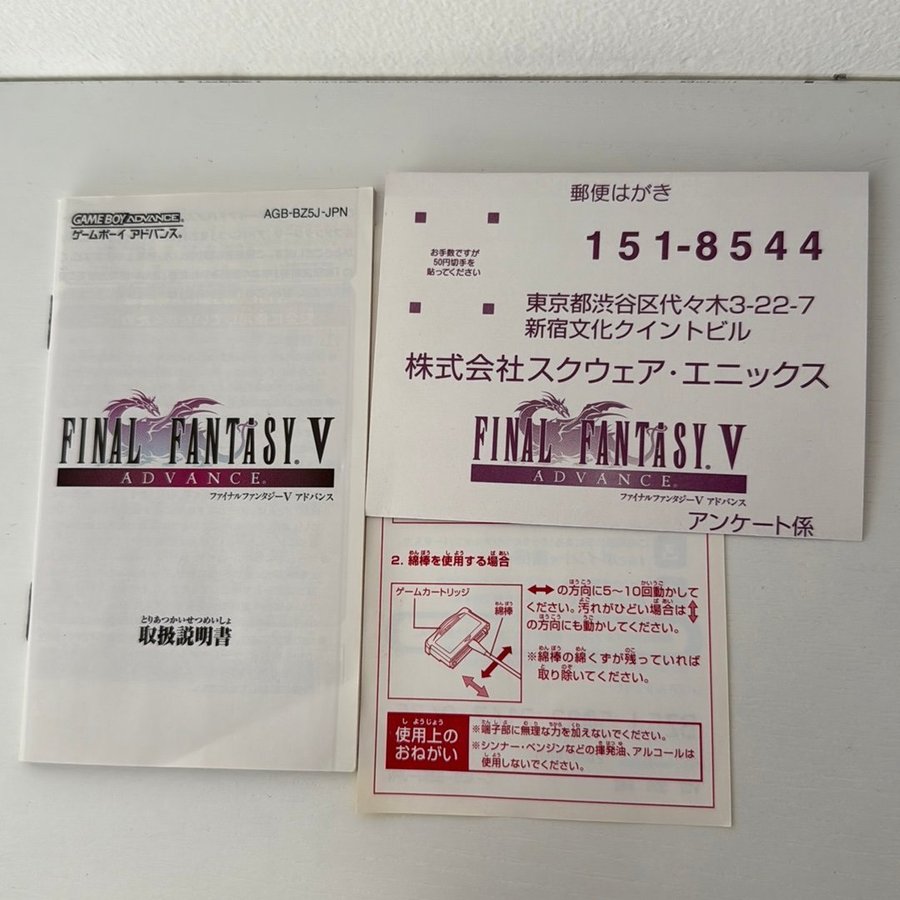 GAME BOY ADVANCE
AGB-BZ5J-JPN
ゲームボーイ アドバンス
FINAL FANTASY V
ADVANCE
ファイナルファンタジーV アドバンス
とりあつかいせつめいしょ
取扱説明書
郵便はがき
お手数ですが
50円切手を
貼ってください
151-8544
東京都渋谷区代々木3-22-7
新宿文化クイントビル
株式会社スクウェア・エニックス
FINAL FANTASY V
ADVANCE
ファイナルファンタジーV アドバンス
アンケート係
2. 綿棒を使用する場合
ゲームカートリッジ
綿棒
↔の方向に5〜10回動かして
ください。汚れがひどい場合は↕
の方向にも動かしてください。
※綿棒の綿くずが残っていれば
取り除いてください。
使用上の
おねがい
※端子部に無理な力を加えないでください。
※シンナー・ベンジンなどの揮発油、アルコールは
使用しないでください。